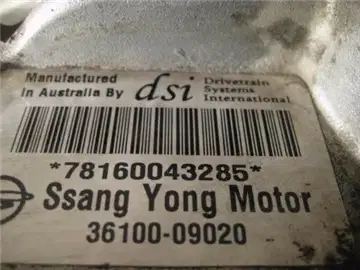 Manufactured
In Australia By dsi Drivetrain
Systems
International
*78160043285*
Ssang Yong Motor
36100-09020